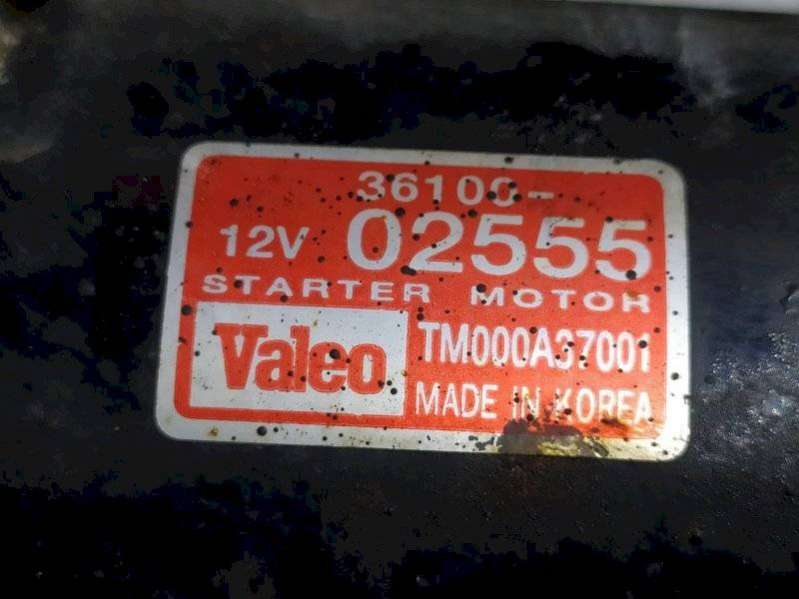 36100-
12V 02555
STARTER MOTOR
Valeo TM000A37001
MADE IN KOREA